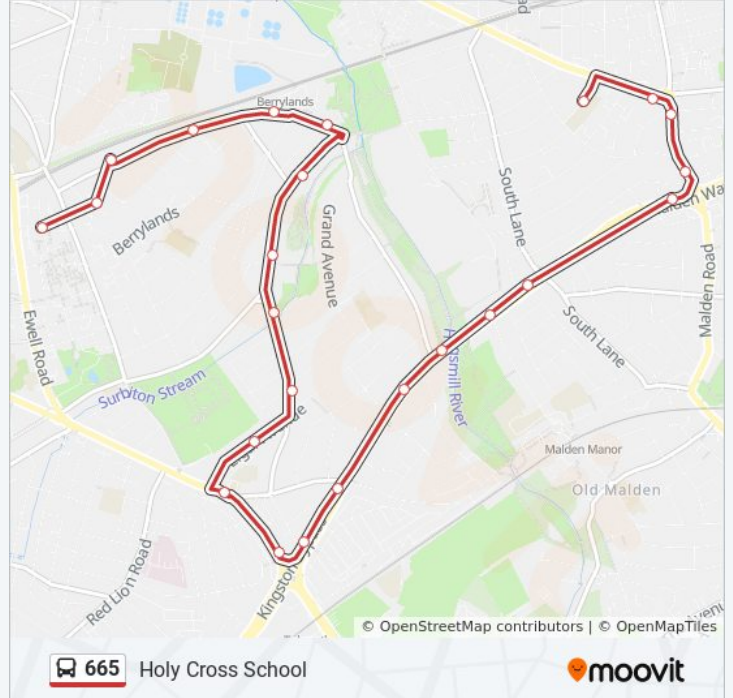 Berrylands
South Lane
Malden Road
Berrylands
Grand Avenue
Ewell Road
South Lane
Hogsmill River
Surbiton Stream
Malden Manor
Old Malden
Red Lion Road
Kingston
© OpenStreetMap contributors | © OpenMapTiles
665 Holy Cross School
moovit